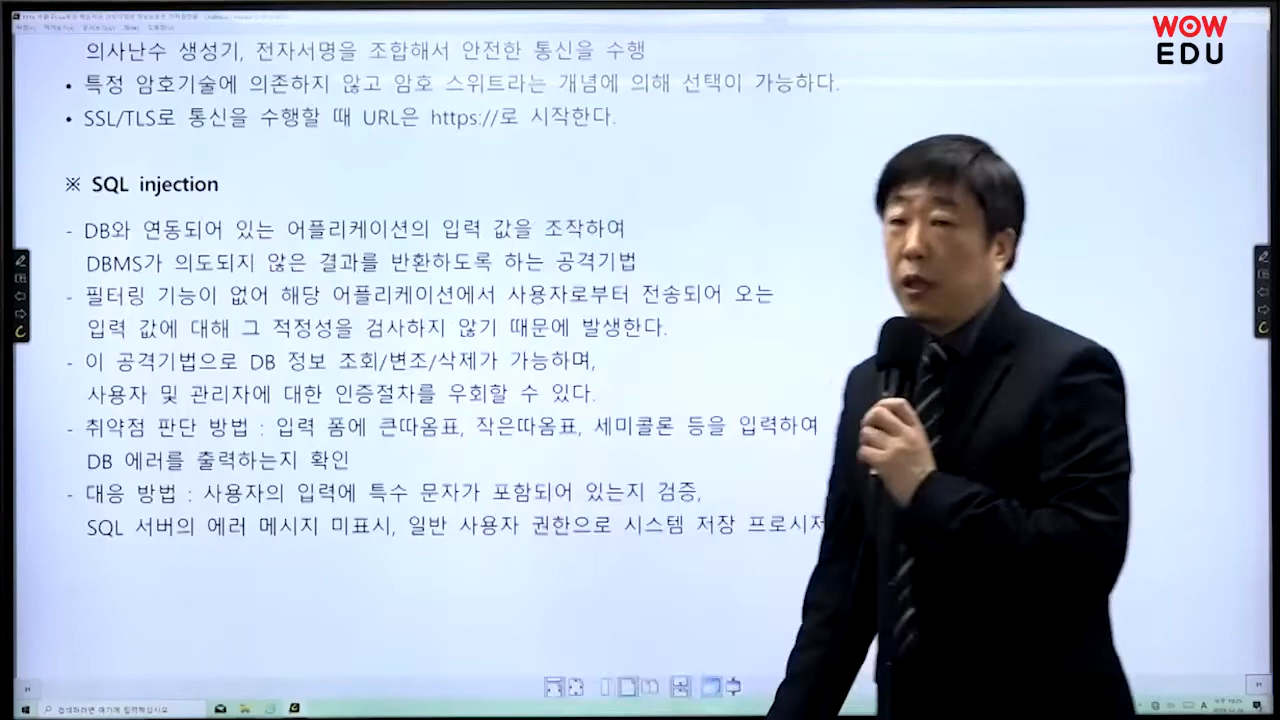 WOW
EDU
의사난수 생성기, 전자서명을 조합해서 안전한 통신을 수행
• 특정 암호기술에 의존하지 않고 암호 스위트라는 개념에 의해 선택이 가능하다.
• SSL/TLS로 통신을 수행할 때 URL은 https://로 시작한다.
※ SQL injection
- DB와 연동되어 있는 어플리케이션의 입력 값을 조작하여
DBMS가 의도되지 않은 결과를 반환하도록 하는 공격기법
- 필터링 기능이 없어 해당 어플리케이션에서 사용자로부터 전송되어 오는
입력 값에 대해 그 적정성을 검사하지 않기 때문에 발생한다.
- 이 공격기법으로 DB 정보 조회/변조/삭제가 가능하며,
사용자 및 관리자에 대한 인증절차를 우회할 수 있다.
- 취약점 판단 방법 : 입력 폼에 큰따옴표, 작은따옴표, 세미콜론 등을 입력하여
DB 에러를 출력하는지 확인
- 대응 방법 : 사용자의 입력에 특수 문자가 포함되어 있는지 검증,
SQL 서버의 에러 메시지 미표시, 일반 사용자 권한으로 시스템 저장 프로시저
검색하려면 여기에 입력하십시오